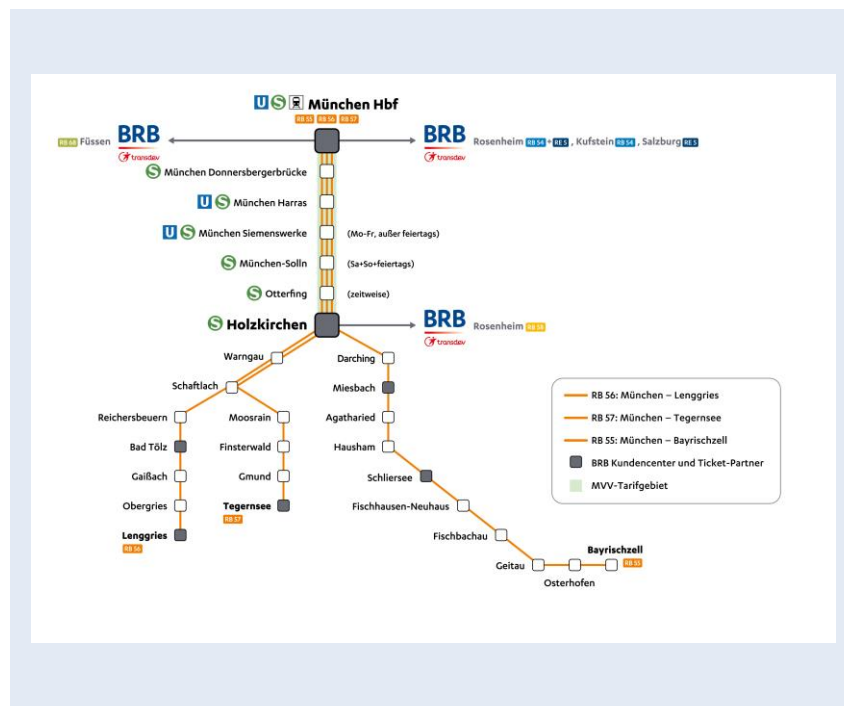 U S München Hbf
RB 55 RB 56 RB 57
RB 68 Füssen BRB
transdev
BRB Rosenheim RB 54 + RE 5 , Kufstein RB 54 , Salzburg RE 5
transdev
S München Donnersbergerbrücke
U S München Harras
U S München Siemenswerke (Mo-Fr, außer feiertags)
S München-Solln (Sa+So+feiertags)
S Otterfing (zeitweise)
S Holzkirchen
BRB Rosenheim RB 58
transdev
Warngau
Schaftlach
Reichersbeuern
Bad Tölz
Gaißach
Obergries
Lenggries
RB 56
Moosrain
Finsterwald
Gmund
Tegernsee
RB 57
Darching
Miesbach
Agatharied
Hausham
Schliersee
Fischhausen-Neuhaus
Fischbachau
Geitau
Osterhofen
Bayrischzell
RB 55
RB 56: München – Lenggries
RB 57: München – Tegernsee
RB 55: München – Bayrischzell
BRB Kundencenter und Ticket-Partner
MVV-Tarifgebiet